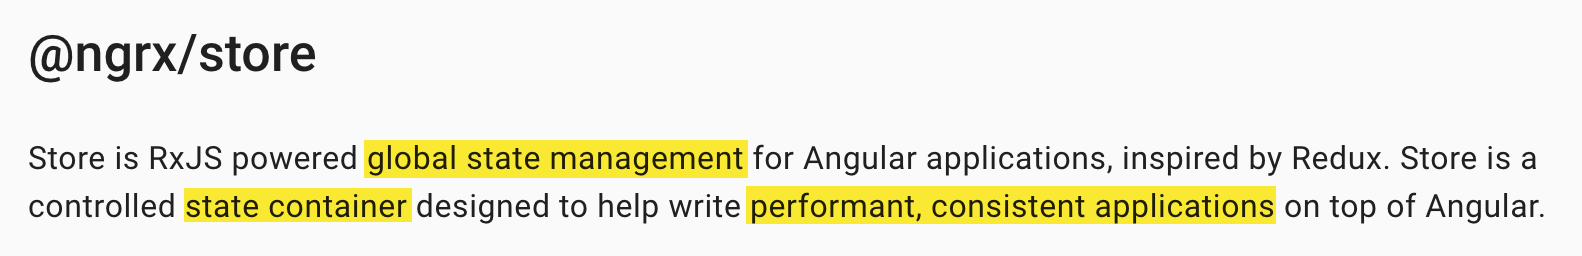 @ngrx/store
Store is RxJS powered global state management for Angular applications, inspired by Redux. Store is a
controlled state container designed to help write performant, consistent applications on top of Angular.